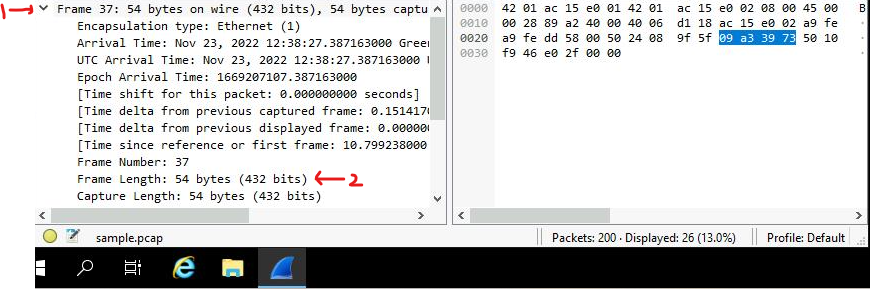 1
Frame 37: 54 bytes on wire (432 bits), 54 bytes captu
Encapsulation type: Ethernet (1)
Arrival Time: Nov 23, 2022 12:38:27.387163000 Green
UTC Arrival Time: Nov 23, 2022 12:38:27.387163000 U
Epoch Arrival Time: 1669207107.387163000
[Time shift for this packet: 0.000000000 seconds]
[Time delta from previous captured frame: 0.1514170
[Time delta from previous displayed frame: 0.000000
[Time since reference or first frame: 10.799238000
Frame Number: 37
Frame Length: 54 bytes (432 bits)
2
Capture Length: 54 bytes (432 bits)
0000 42 01 ac 15 e0 01 42 01 ac 15 e0 02 08 00 45 00 B
0010 00 28 89 a2 40 00 40 06 d1 18 ac 15 e0 02 a9 fe ·
0020 a9 fe dd 58 00 50 24 08 9f 5f 09 a3 39 73 50 10 ·
0030 f9 46 e0 2f 00 00 ·
sample.pcap
Packets: 200 · Displayed: 26 (13.0%)
Profile: Default